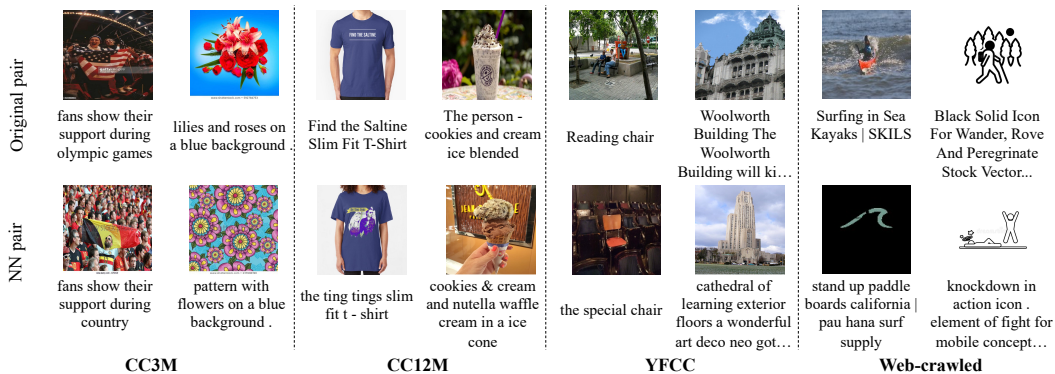 Original pair
fans show their
support during
olympic games
lilies and roses on
a blue background .
FIND THE SALTINE
Find the Saltine
Slim Fit T-Shirt
The person -
cookies and cream
ice blended
Reading chair
Woolworth
Building The
Woolworth
Building will ki…
Surfing in Sea
Kayaks | SKILS
Black Solid Icon
For Wander, Rove
And Peregrinate
Stock Vector...
NN pair
fans show their
support during
country
pattern with
flowers on a blue
background .
the ting tings slim
fit t - shirt
cookies & cream
and nutella waffle
cream in a ice
cone
the special chair
cathedral of
learning exterior
floors a wonderful
art deco neo got…
stand up paddle
boards california |
pau hana surf
supply
knockdown in
action icon .
element of fight for
mobile concept…
CC3M
CC12M
YFCC
Web-crawled